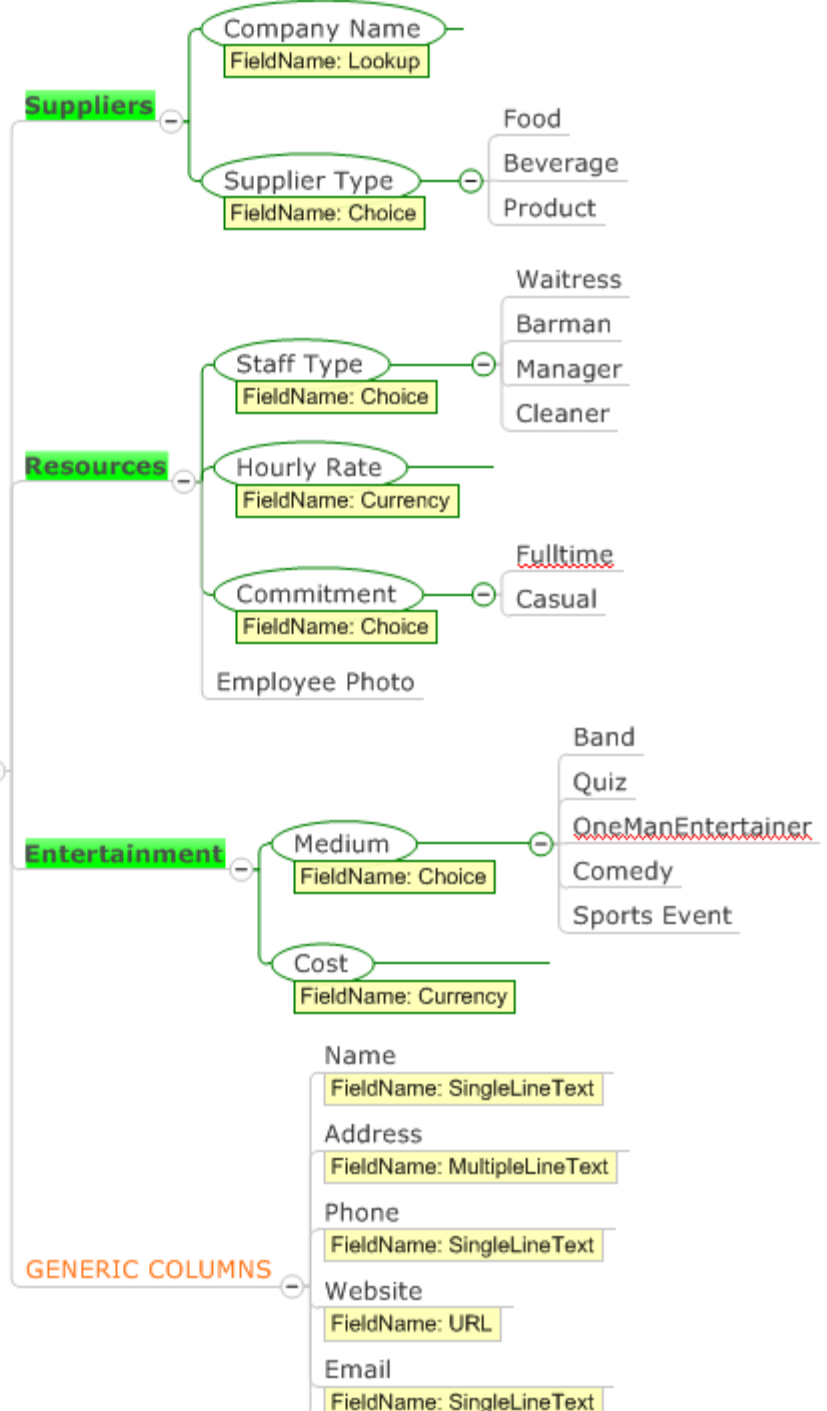 Company Name
FieldName: Lookup
Suppliers
Food
Beverage
Supplier Type
FieldName: Choice
Product
Waitress
Barman
Staff Type
Manager
FieldName: Choice
Cleaner
Resources
Hourly Rate
FieldName: Currency
Fulltime
Commitment
Casual
FieldName: Choice
Employee Photo
Band
Quiz
OneManEntertainer
Entertainment
Medium
Comedy
FieldName: Choice
Sports Event
Cost
FieldName: Currency
Name
FieldName: SingleLineText
Address
FieldName: MultipleLineText
Phone
FieldName: SingleLineText
GENERIC COLUMNS
Website
FieldName: URL
Email
FieldName: SingleLineText